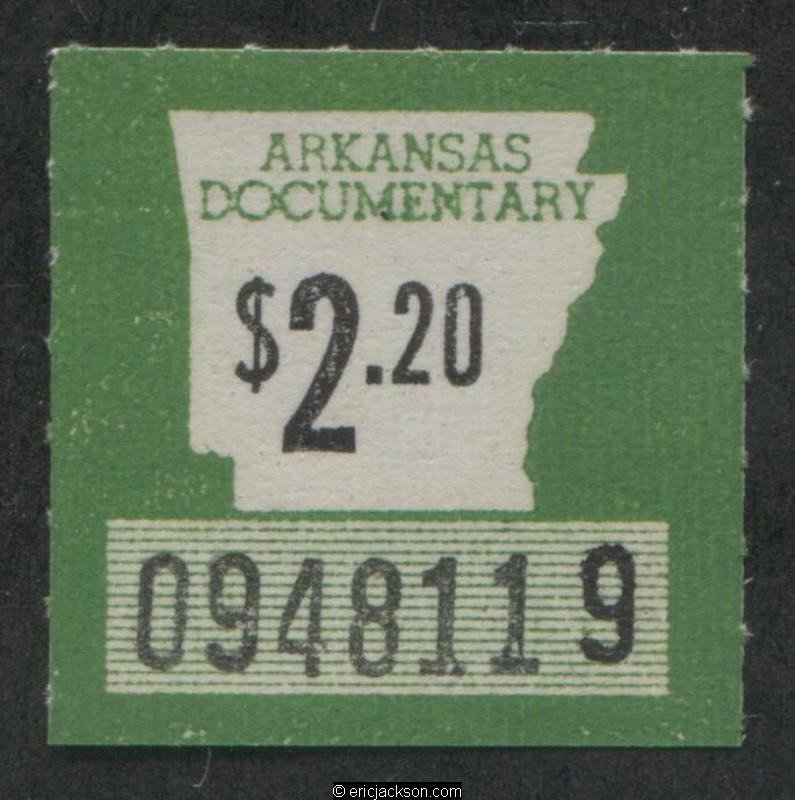 ARKANSAS
DOCUMENTARY
$2.20
0948119
© ericjackson.com